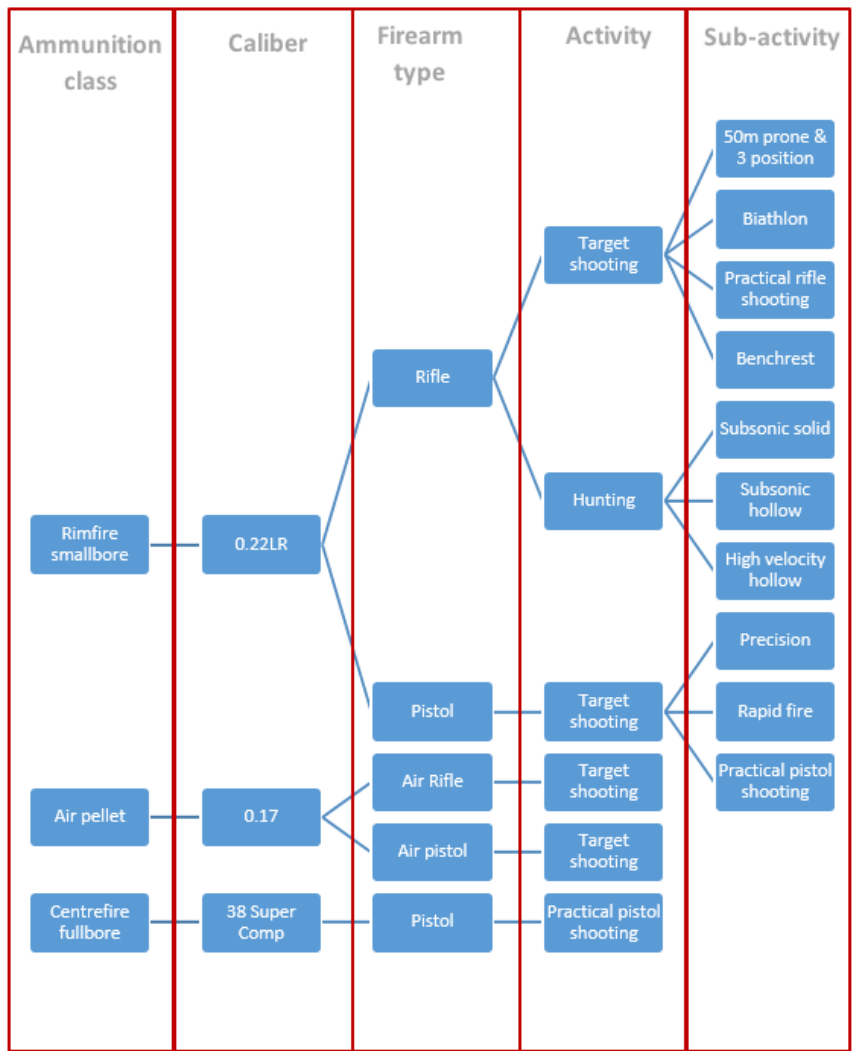 Ammunition
class
Caliber
Firearm
type
Activity
Sub-activity
50m prone &
3 position
Biathlon
Target
shooting
Practical rifle
shooting
Benchrest
Rifle
Subsonic solid
Hunting
Subsonic
hollow
High velocity
hollow
Rimfire
smallbore
0.22LR
Precision
Pistol
Target
shooting
Rapid fire
Practical pistol
shooting
Air pellet
0.17
Air Rifle
Target
shooting
Air pistol
Target
shooting
Centrefire
fullbore
38 Super
Comp
Pistol
Practical pistol
shooting